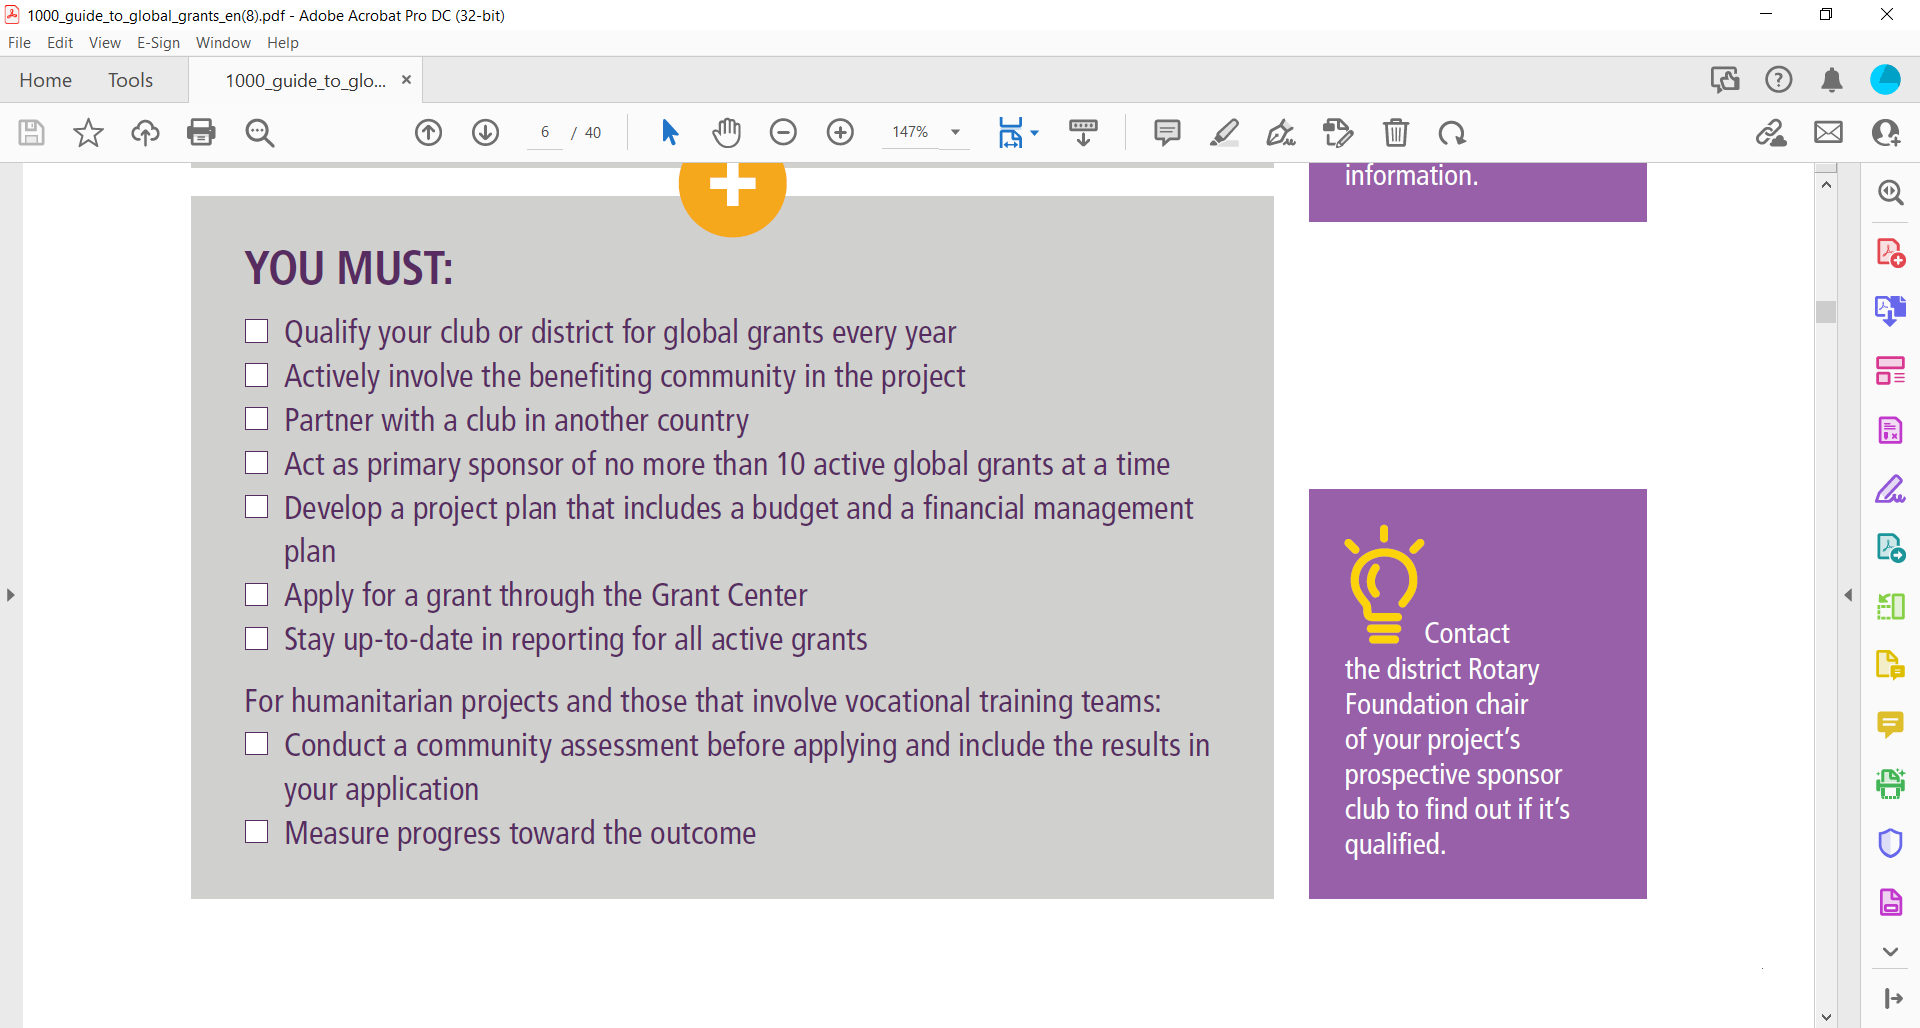 1000_guide_to_global_grants_en(8).pdf - Adobe Acrobat Pro DC (32-bit)
File Edit View E-Sign Window Help
Home Tools 1000_guide_to_glo... ×
6 / 40 147%
information.
YOU MUST:
Qualify your club or district for global grants every year
Actively involve the benefiting community in the project
Partner with a club in another country
Act as primary sponsor of no more than 10 active global grants at a time
Develop a project plan that includes a budget and a financial management
plan
Apply for a grant through the Grant Center
Stay up-to-date in reporting for all active grants
For humanitarian projects and those that involve vocational training teams:
Conduct a community assessment before applying and include the results in
your application
Measure progress toward the outcome
Contact
the district Rotary
Foundation chair
of your project’s
prospective sponsor
club to find out if it’s
qualified.